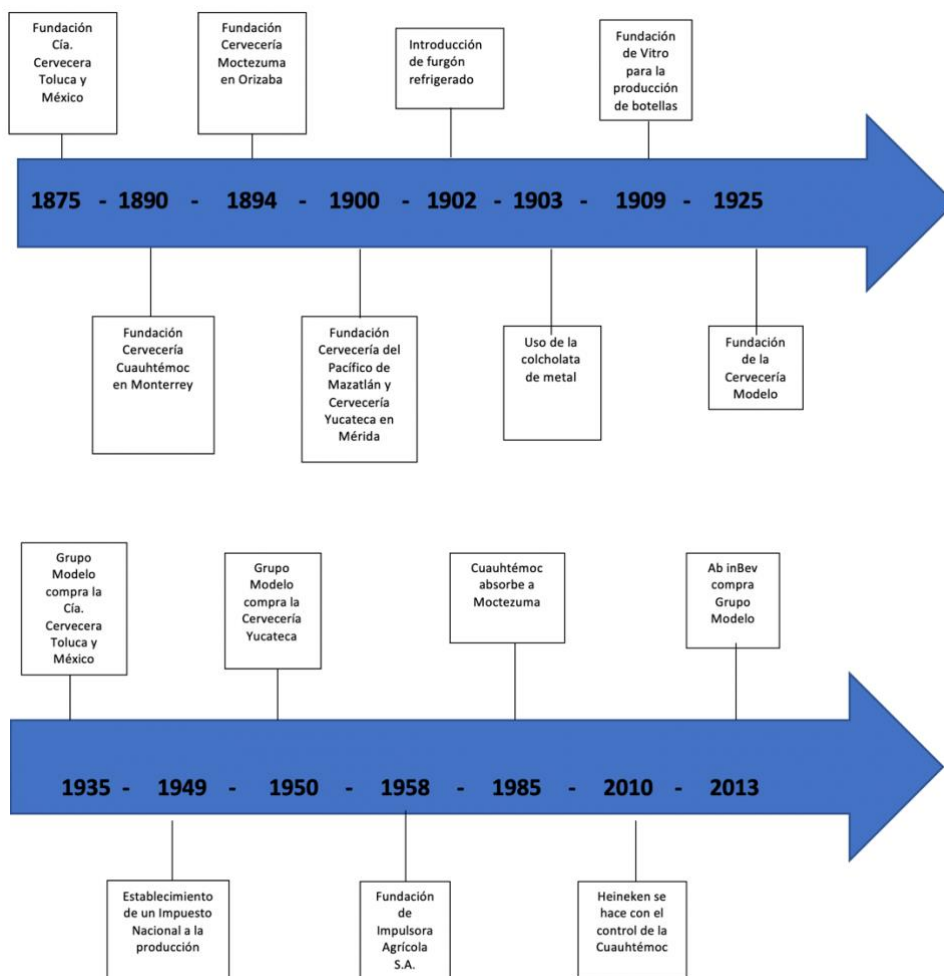 Fundación
Cía.
Cervecera
Toluca y
México
Fundación
Cervecería
Moctezuma
en Orizaba
Introducción
de furgón
refrigerado
Fundación
de Vitro
para la
producción
de botellas
1875 - 1890 - 1894 - 1900 - 1902 - 1903 - 1909 - 1925
Fundación
Cervecería
Cuauhtémoc
en Monterrey
Fundación
Cervecería del
Pacífico de
Mazatlán y
Cervecería
Yucateca en
Mérida
Uso de la
colcholata
de metal
Fundación
de la
Cervecería
Modelo
Grupo
Modelo
compra la
Cía.
Cervecera
Toluca y
México
Grupo
Modelo
compra la
Cervecería
Yucateca
Cuauhtémoc
absorbe a
Moctezuma
Ab inBev
compra
Grupo
Modelo
1935 - 1949 - 1950 - 1958 - 1985 - 2010 - 2013
Establecimiento
de un Impuesto
Nacional a la
producción
Fundación
de
Impulsora
Agrícola
S.A.
Heineken se
hace con el
control de la
Cuauhtémoc